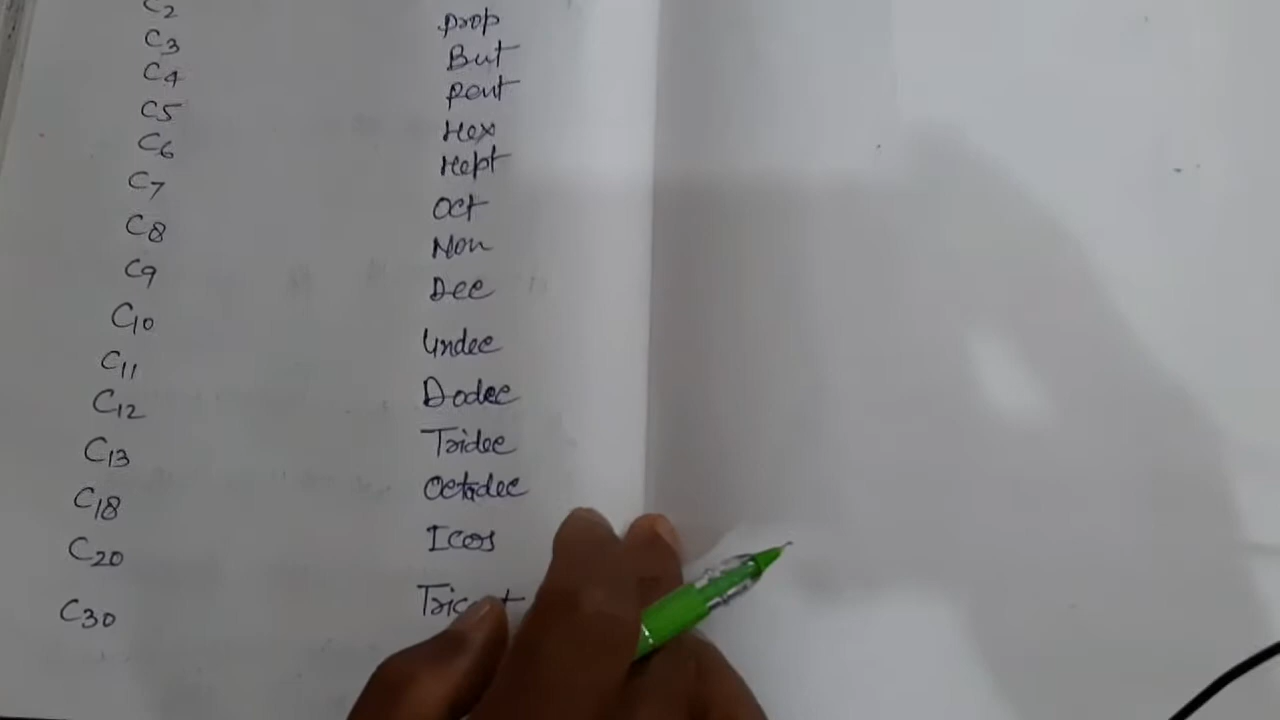 C2
C3 Prop
C4 But
C5 Pent
C6 Hex
C7 Hept
C8 Oct
C9 Non
C10 Dec
C11 Undec
C12 Dodec
C13 Tridec
C18 Octadec
C20 Icos
C30